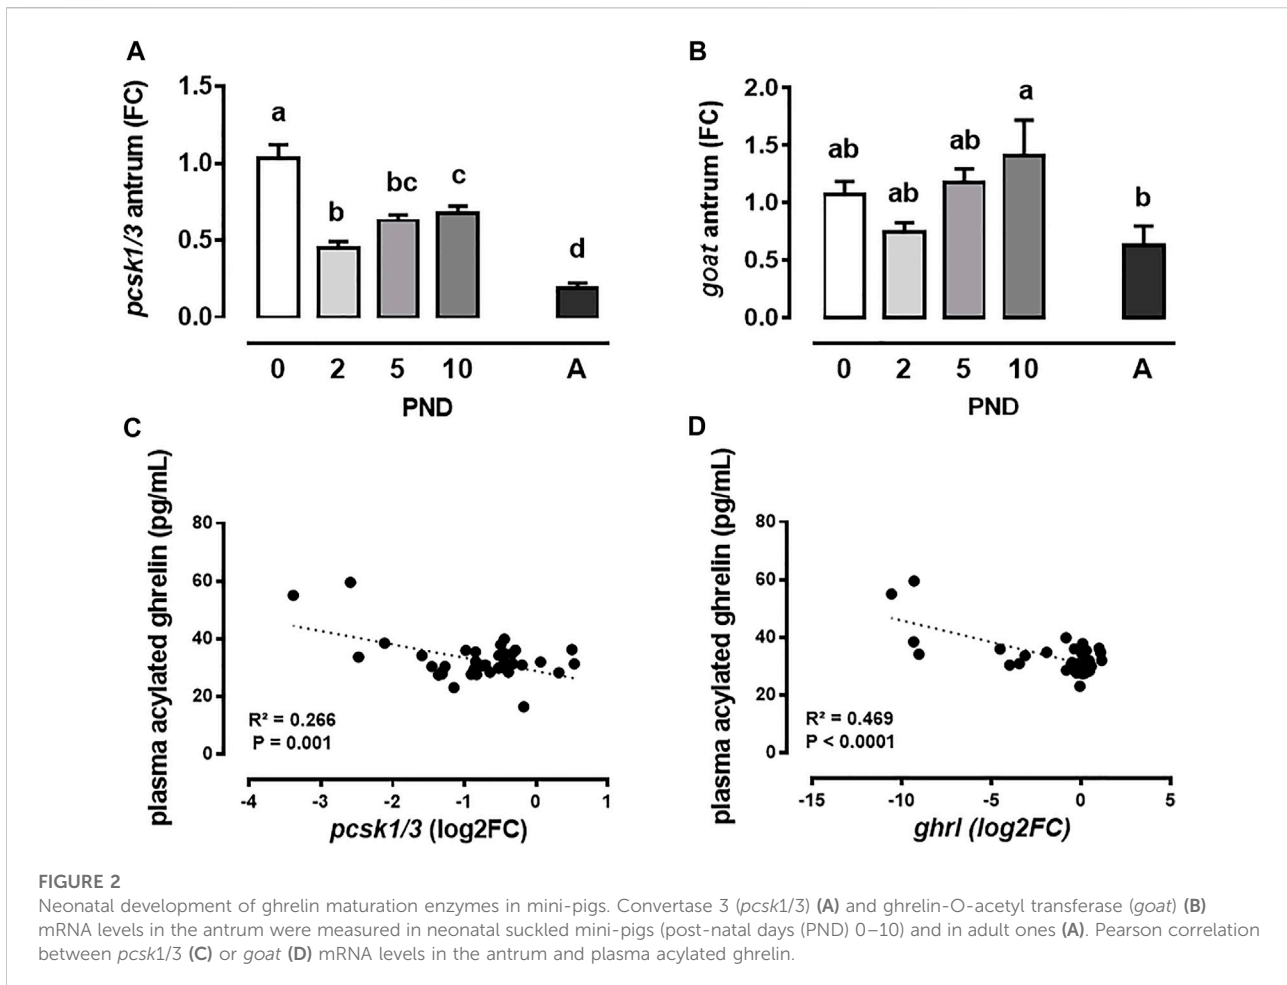 A
pcsk1/3 antrum (FC)
1.5
1.0
0.5
0.0
a
b
bc
c
d
0 2 5 10 A
PND
B
goat antrum (FC)
2.0
1.5
1.0
0.5
0.0
ab
ab
ab
a
b
0 2 5 10 A
PND
C
plasma acylated ghrelin (pg/mL)
80
60
40
20
0
R² = 0.266
P = 0.001
-4 -3 -2 -1 0 1
pcsk1/3 (log2FC)
D
plasma acylated ghrelin (pg/mL)
80
60
40
20
0
R² = 0.469
P < 0.0001
-15 -10 -5 0 5
ghrl (log2FC)
FIGURE 2
Neonatal development of ghrelin maturation enzymes in mini-pigs. Convertase 3 (pcsk1/3) (A) and ghrelin-O-acetyl transferase (goat) (B)
mRNA levels in the antrum were measured in neonatal suckled mini-pigs (post-natal days (PND) 0–10) and in adult ones (A). Pearson correlation
between pcsk1/3 (C) or goat (D) mRNA levels in the antrum and plasma acylated ghrelin.